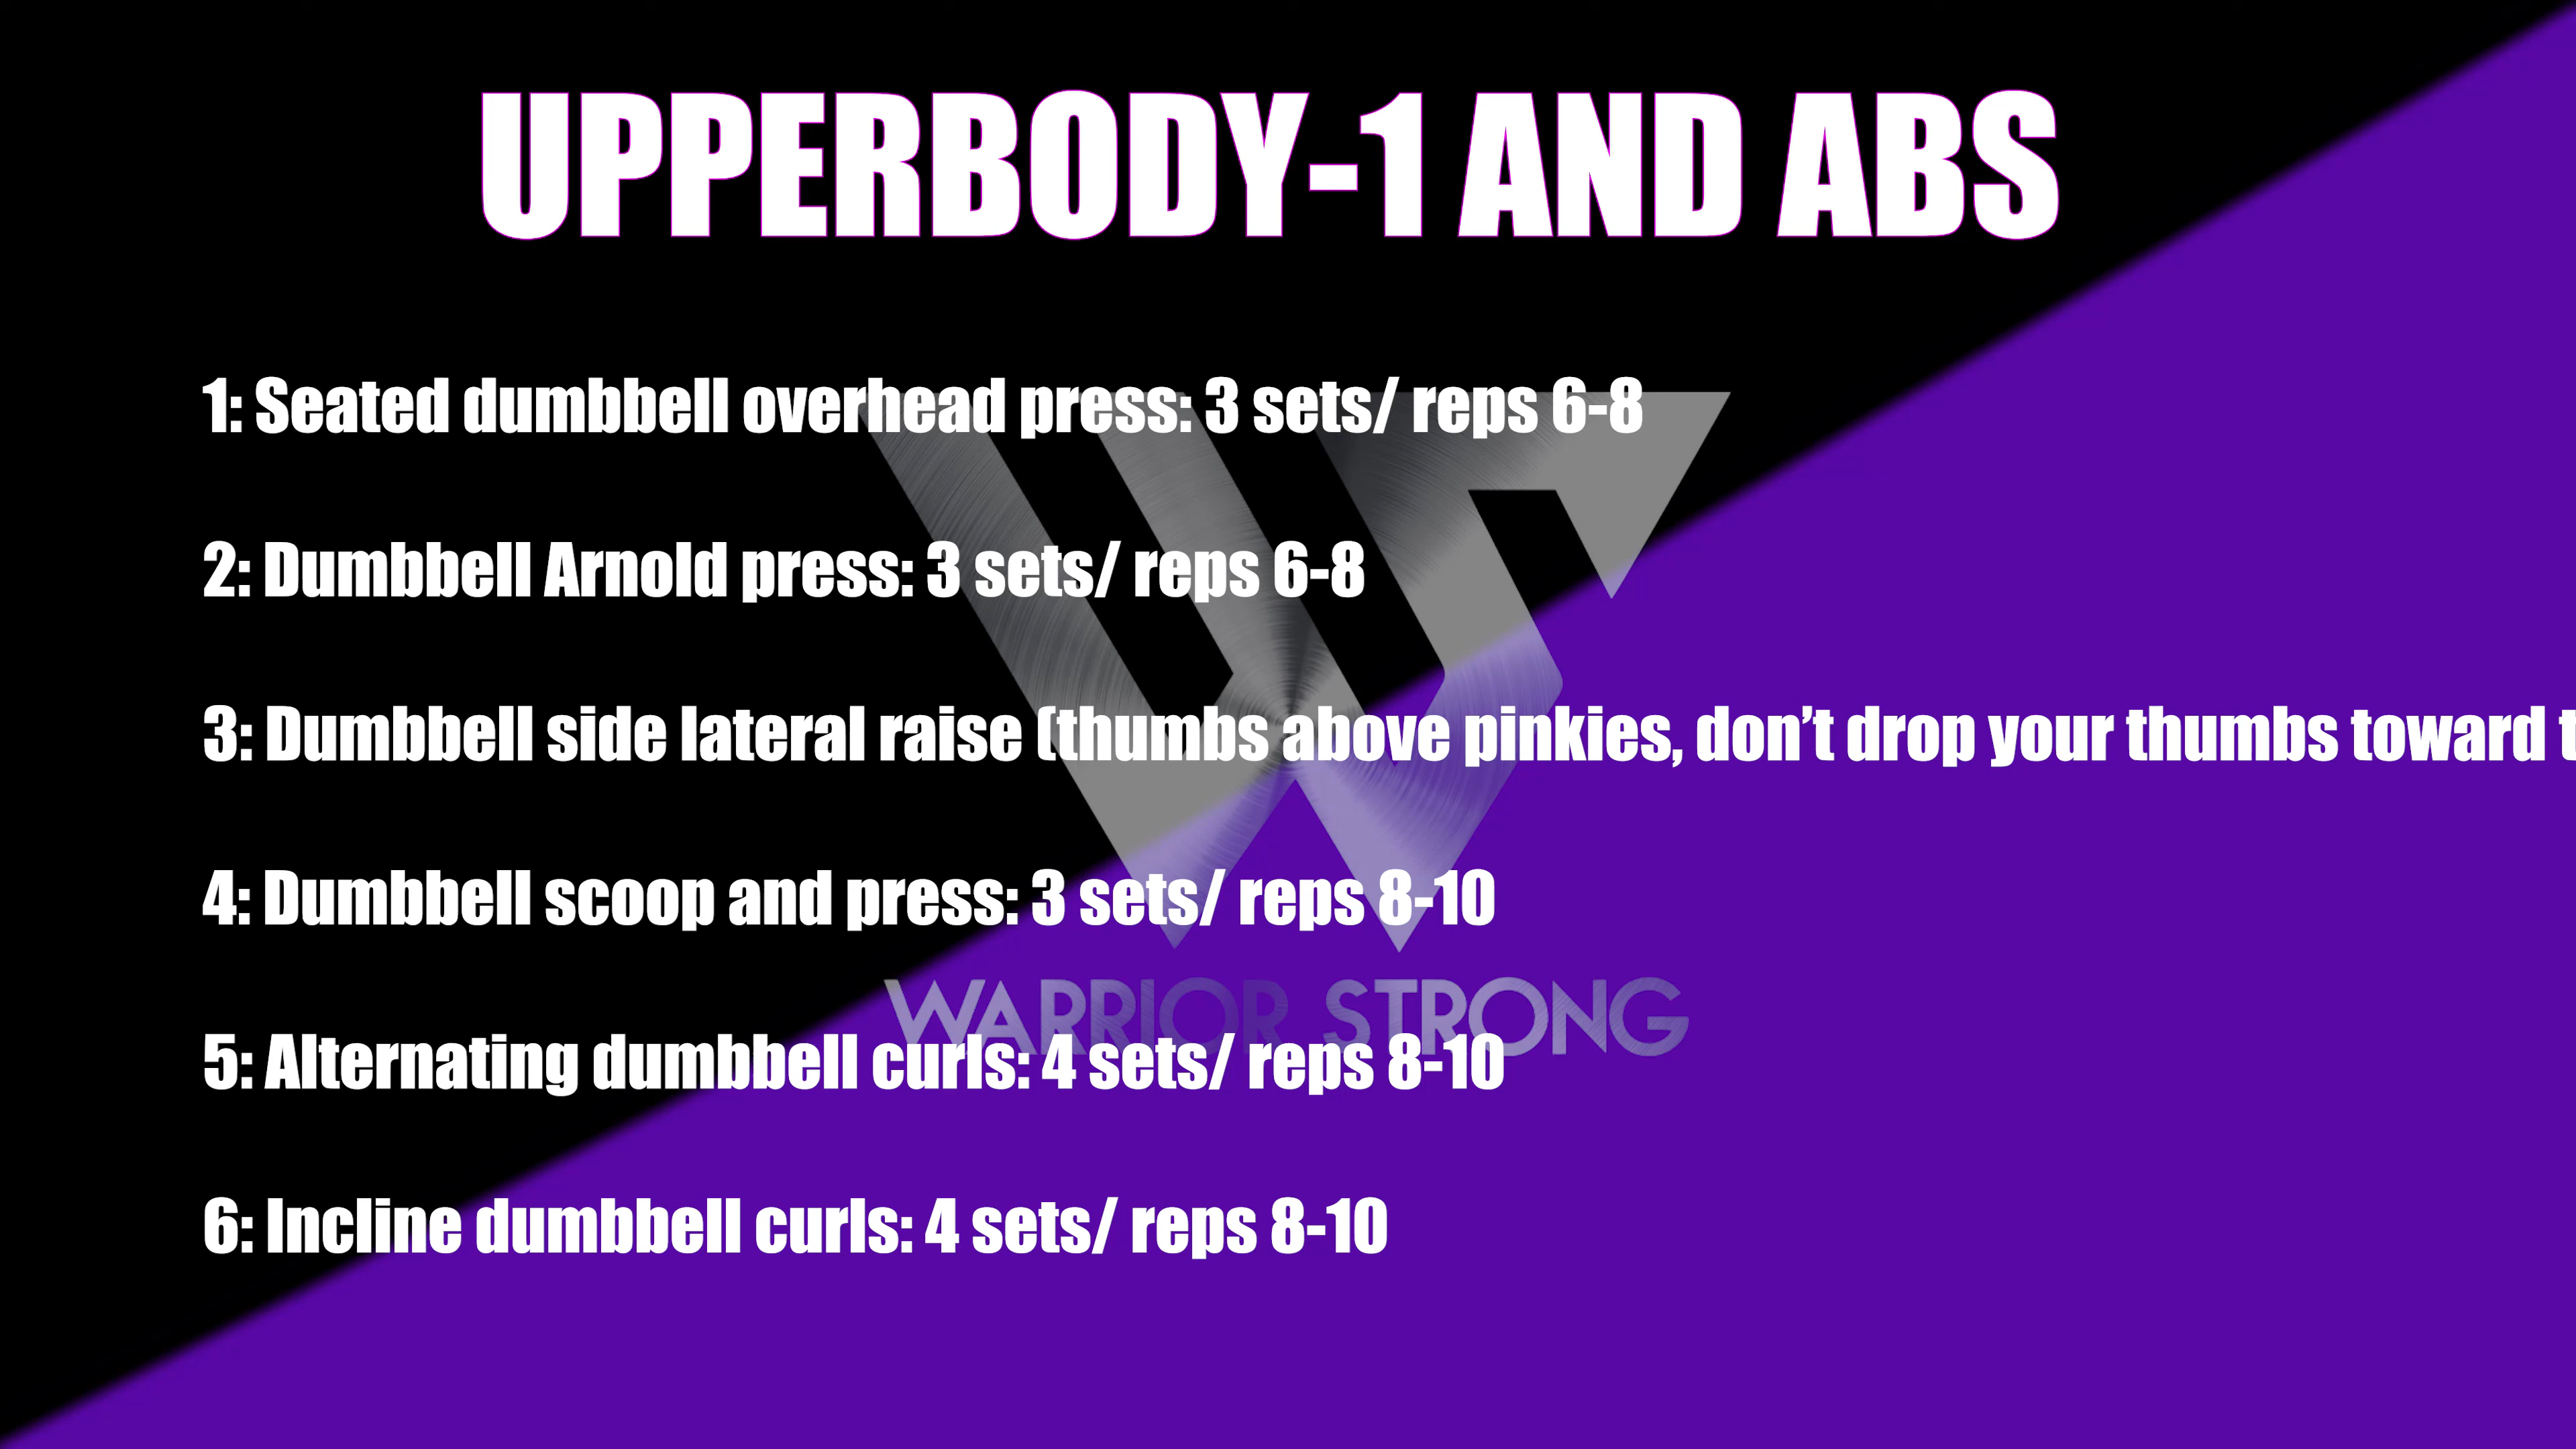 UPPERBODY-1 AND ABS
1: Seated dumbbell overhead press: 3 sets/ reps 6-8
2: Dumbbell Arnold press: 3 sets/ reps 6-8
3: Dumbbell side lateral raise (thumbs above pinkies, don’t drop your thumbs toward
4: Dumbbell scoop and press: 3 sets/ reps 8-10
WARRIOR STRONG
5: Alternating dumbbell curls: 4 sets/ reps 8-10
6: Incline dumbbell curls: 4 sets/ reps 8-10